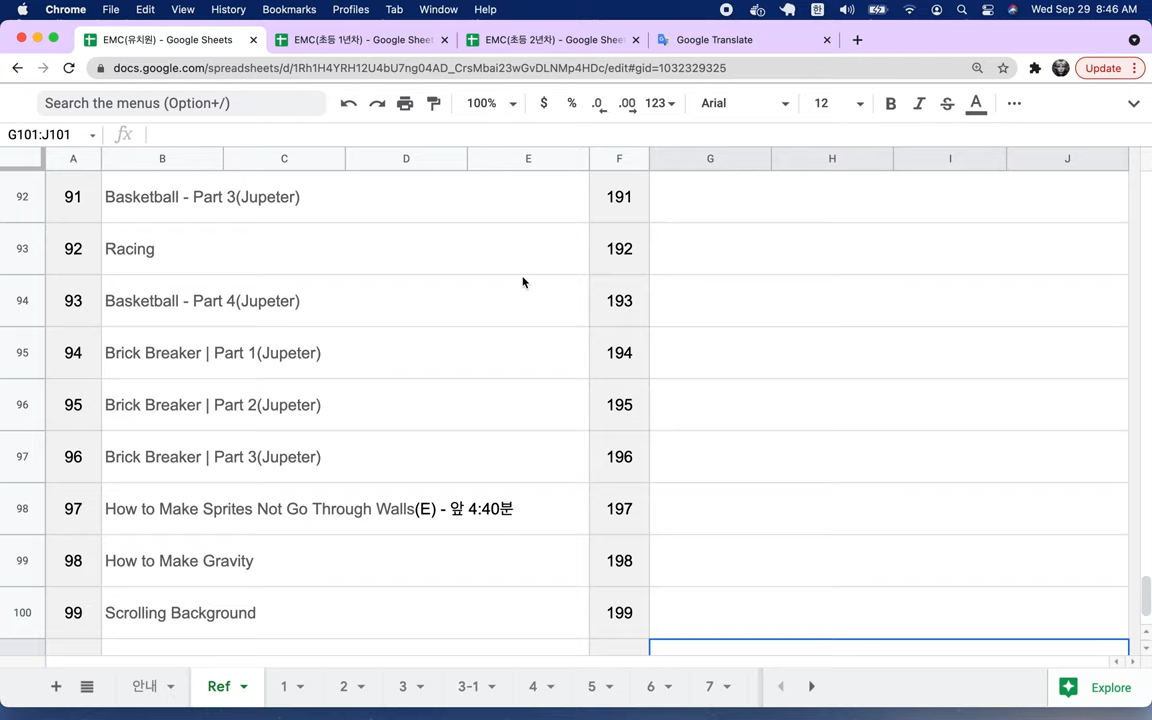 Chrome File Edit View History Bookmarks Profiles Tab Window Help 한 Wed Sep 29 8:46 AM
EMC(유치원) - Google Sheets EMC(초등 1년차) - Google Sheet EMC(초등 2년차) - Google Sheet Google Translate
docs.google.com/spreadsheets/d/1Rh1H4YRH12U4bU7ng04AD_CrsMbai23wGvDLNMp4HDc/edit#gid=1032329325 Update
Search the menus (Option+/) 100% $ % .0 .00 123 Arial 12 B I S A
G101:J101 fx
A B C D E F G H I J
92 91 Basketball - Part 3(Jupeter) 191
93 92 Racing 192
94 93 Basketball - Part 4(Jupeter) 193
95 94 Brick Breaker | Part 1(Jupeter) 194
96 95 Brick Breaker | Part 2(Jupeter) 195
97 96 Brick Breaker | Part 3(Jupeter) 196
98 97 How to Make Sprites Not Go Through Walls(E) - 앞 4:40분 197
99 98 How to Make Gravity 198
100 99 Scrolling Background 199
안내 Ref 1 2 3 3-1 4 5 6 7 Explore